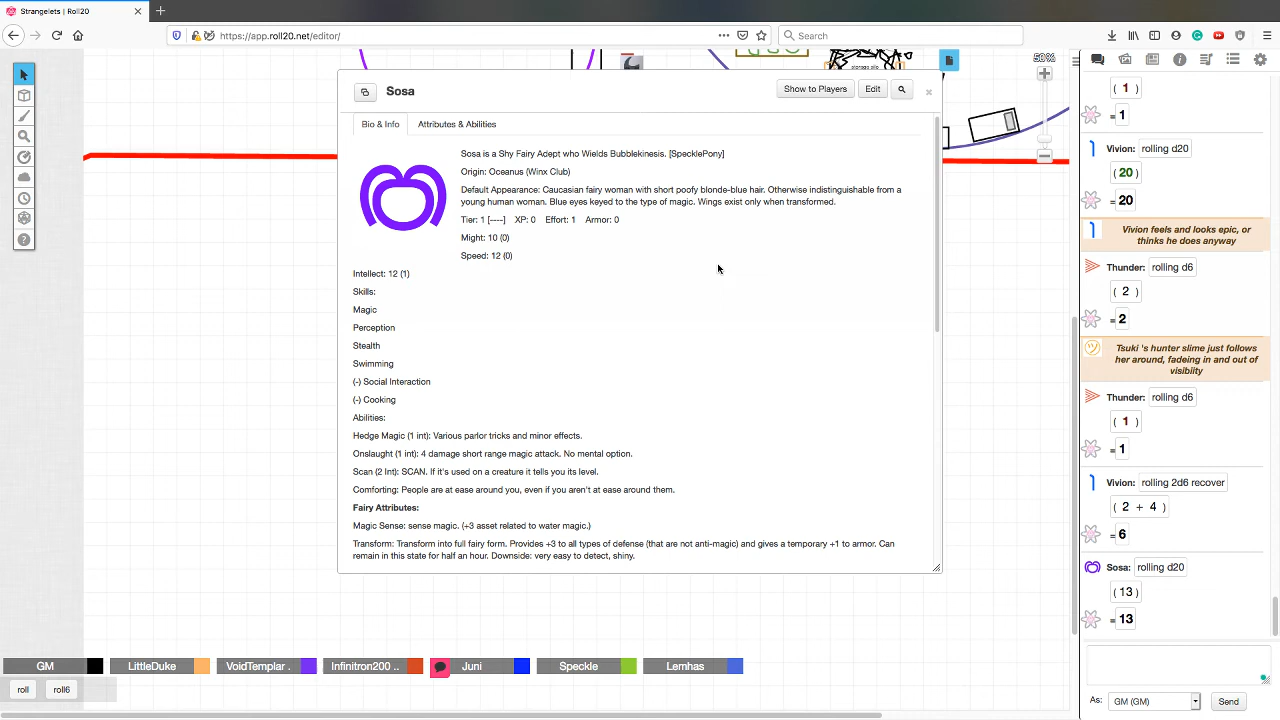 Strangelets | Roll20
https://app.roll20.net/editor/
Search
50%
storage silo
Sosa
Show to Players
Edit
Bio & Info
Attributes & Abilities
Sosa is a Shy Fairy Adept who Wields Bubblekinesis. [SpecklePony]
Origin: Oceanus (Winx Club)
Default Appearance: Caucasian fairy woman with short poofy blonde-blue hair. Otherwise indistinguishable from a
young human woman. Blue eyes keyed to the type of magic. Wings exist only when transformed.
Tier: 1 [----] XP: 0 Effort: 1 Armor: 0
Might: 10 (0)
Speed: 12 (0)
Intellect: 12 (1)
Skills:
Magic
Perception
Stealth
Swimming
(-) Social Interaction
(-) Cooking
Abilities:
Hedge Magic (1 int): Various parlor tricks and minor effects.
Onslaught (1 int): 4 damage short range magic attack. No mental option.
Scan (2 Int): SCAN. If it's used on a creature it tells you its level.
Comforting: People are at ease around you, even if you aren't at ease around them.
Fairy Attributes:
Magic Sense: sense magic. (+3 asset related to water magic.)
Transform: Transform into full fairy form. Provides +3 to all types of defense (that are not anti-magic) and gives a temporary +1 to armor. Can
remain in this state for half an hour. Downside: very easy to detect, shiny.
( 1 )
= 1
Vivion: rolling d20
( 20 )
= 20
Vivion feels and looks epic, or
thinks he does anyway
Thunder: rolling d6
( 2 )
= 2
Tsuki 's hunter slime just follows
her around, fadeing in and out of
visiblity
Thunder: rolling d6
( 1 )
= 1
Vivion: rolling 2d6 recover
( 2 + 4 )
= 6
Sosa: rolling d20
( 13 )
= 13
As: GM (GM)
Send
GM
LittleDuke
VoidTemplar .
Infinitron200 ..
Juni
Speckle
Lemhas
roll
roll6